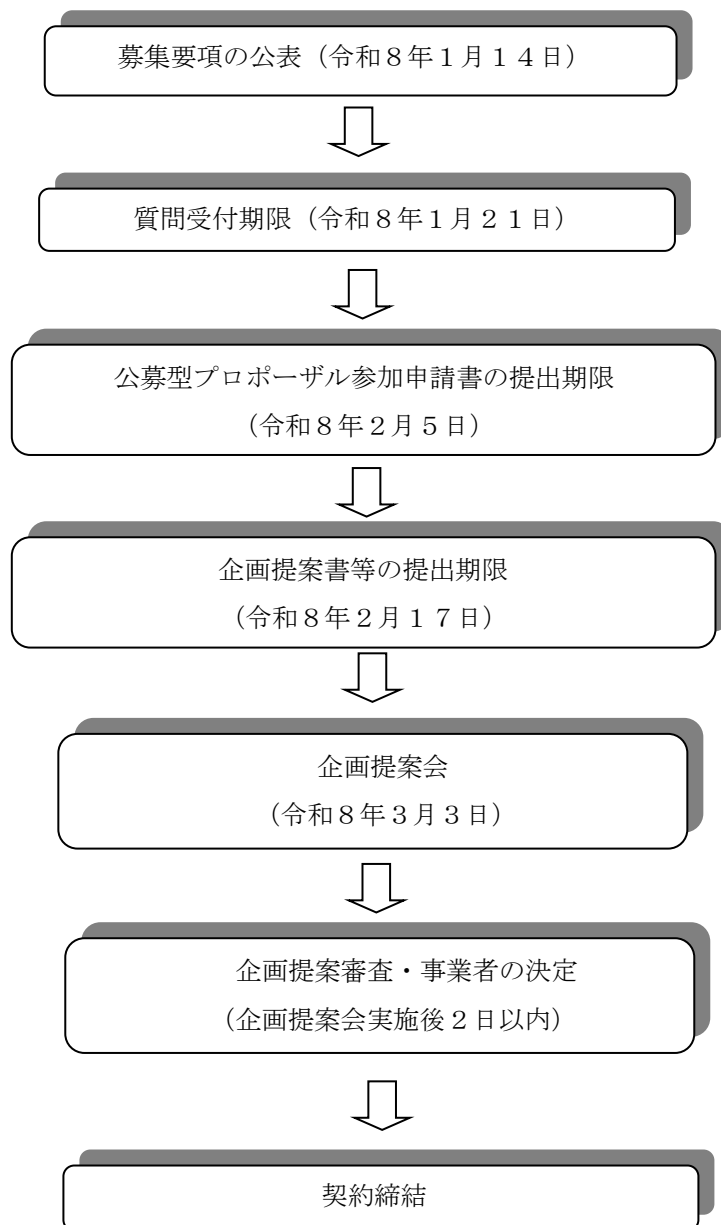 募集要項の公表（令和８年１月１４日）
質問受付期限（令和８年１月２１日）
公募型プロポーザル参加申請書の提出期限
（令和８年２月５日）
企画提案書等の提出期限
（令和８年２月１７日）
企画提案会
（令和８年３月３日）
企画提案審査・事業者の決定
（企画提案会実施後２日以内）
契約締結